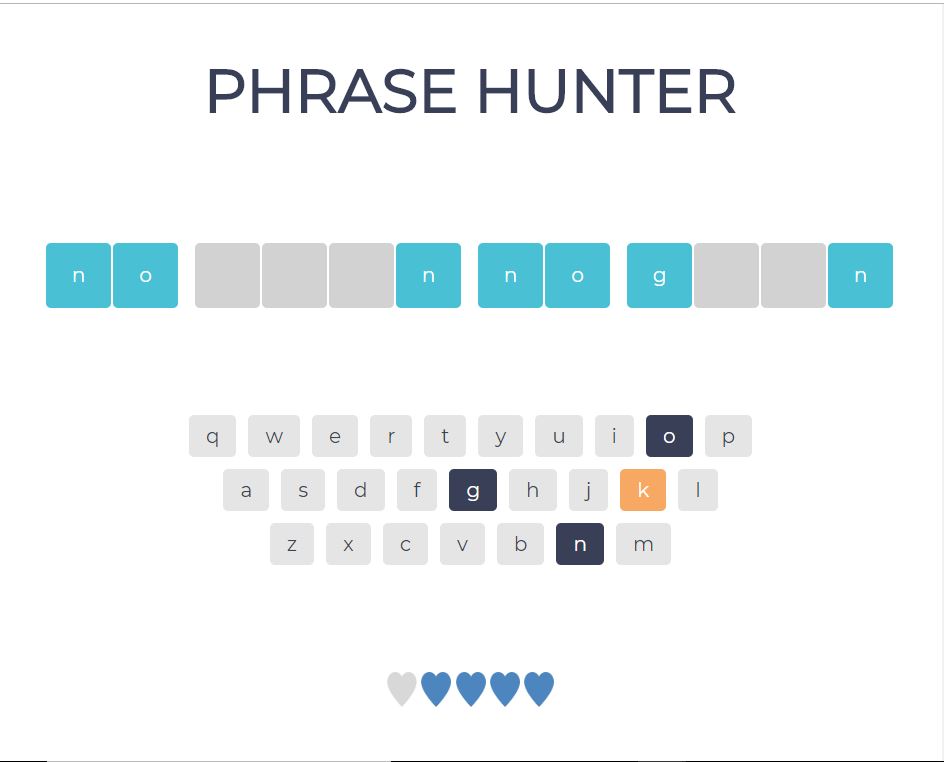 PHRASE HUNTER
n o n n o g n
q w e r t y u i o p
a s d f g h j k l
z x c v b n m